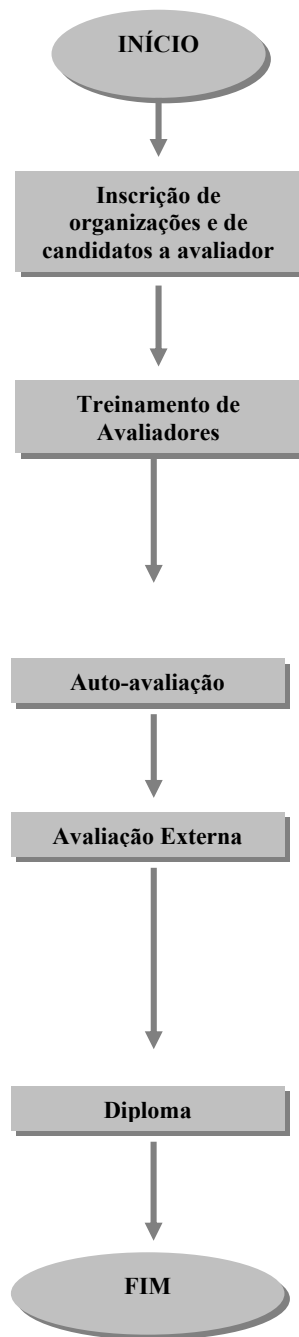 INÍCIO
Inscrição de
organizações e de
candidatos a avaliador
Treinamento de
Avaliadores
Auto-avaliação
Avaliação Externa
Diploma
FIM